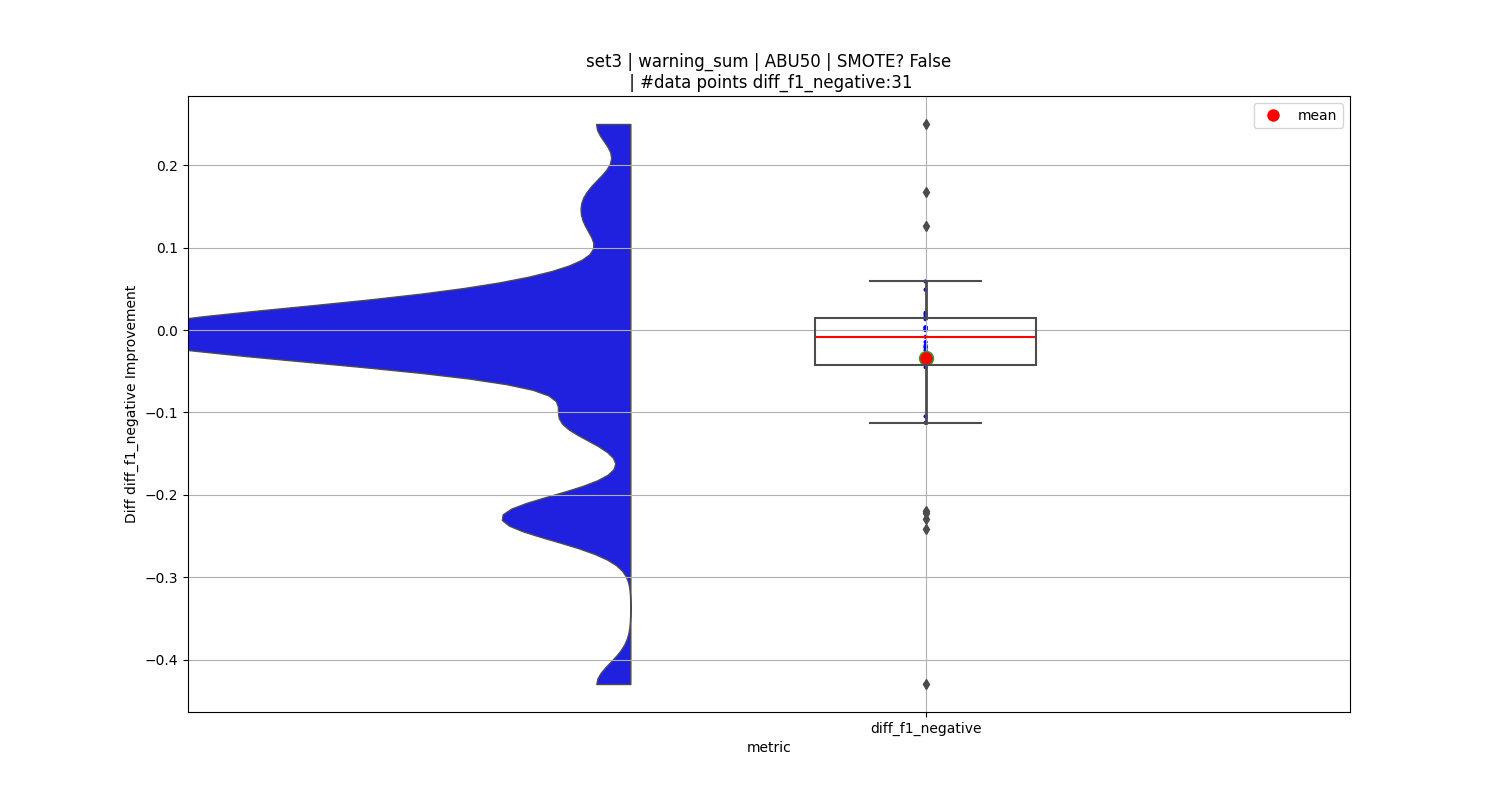 set3 | warning_sum | ABU50 | SMOTE? False
| #data points diff_f1_negative:31
mean
0.2
0.1
0.0
−0.1
−0.2
−0.3
−0.4
Diff diff_f1_negative Improvement
diff_f1_negative
metric